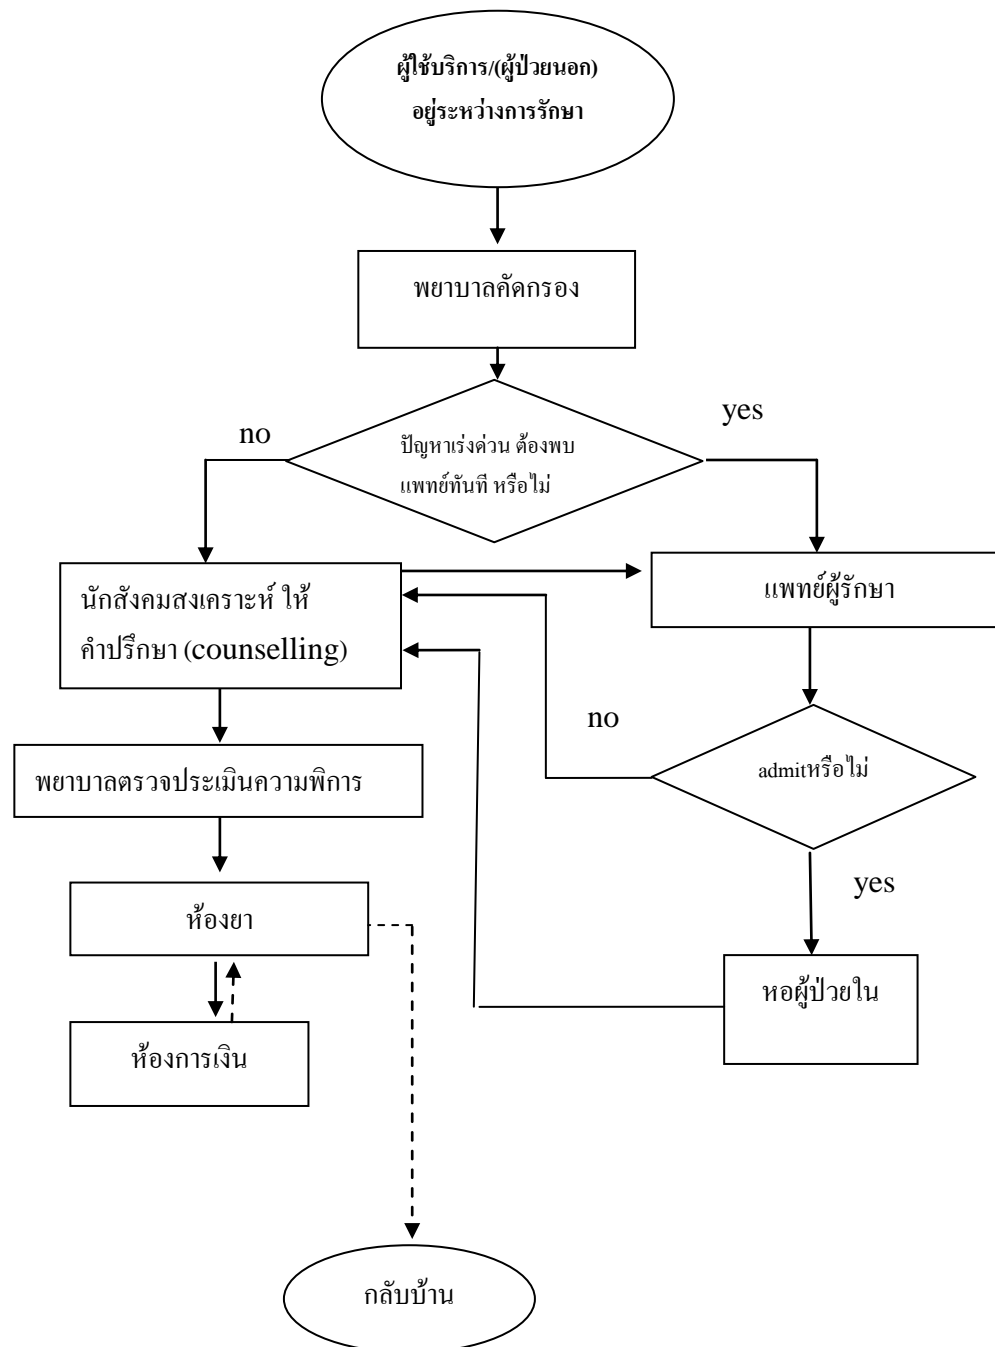 ผู้ใช้บริการ/(ผู้ป่วยนอก)
อยู่ระหว่างการรักษา
พยาบาลคัดกรอง
yes
no
ปัญหาเร่งด่วน ต้องพบ
แพทย์ทันที หรือไม่
นักสังคมสงเคราะห์ ให้
คำปรึกษา (counselling)
แพทย์ผู้รักษา
no
admitหรือไม่
พยาบาลตรวจประเมินความพิการ
yes
ห้องยา
หอผู้ป่วยใน
ห้องการเงิน
กลับบ้าน